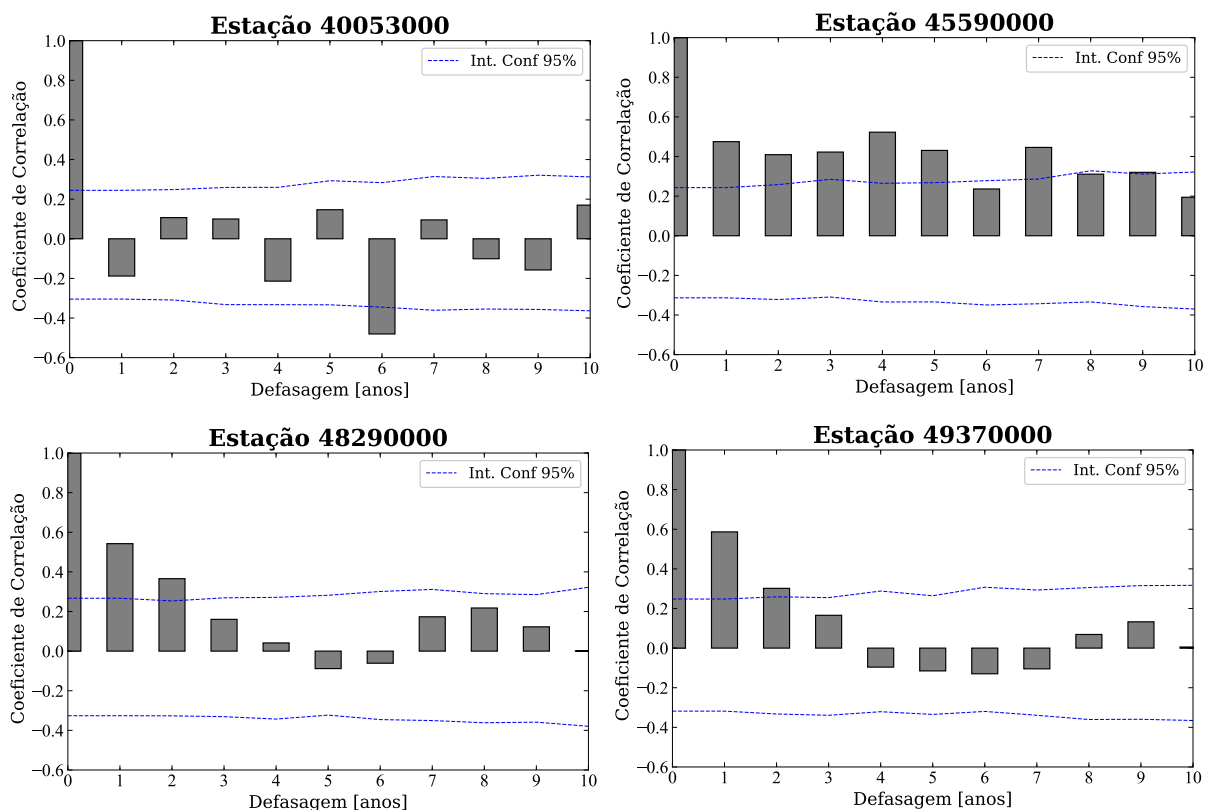 Estação 40053000
Coeficiente de Correlação
1.0
0.8
0.6
0.4
0.2
0.0
−0.2
−0.4
−0.6
Int. Conf 95%
0 1 2 3 4 5 6 7 8 9 10
Defasagem [anos]
Estação 45590000
Coeficiente de Correlação
1.0
0.8
0.6
0.4
0.2
0.0
−0.2
−0.4
−0.6
Int. Conf 95%
0 1 2 3 4 5 6 7 8 9 10
Defasagem [anos]
Estação 48290000
Coeficiente de Correlação
1.0
0.8
0.6
0.4
0.2
0.0
−0.2
−0.4
−0.6
Int. Conf 95%
0 1 2 3 4 5 6 7 8 9 10
Defasagem [anos]
Estação 49370000
Coeficiente de Correlação
1.0
0.8
0.6
0.4
0.2
0.0
−0.2
−0.4
−0.6
Int. Conf 95%
0 1 2 3 4 5 6 7 8 9 10
Defasagem [anos]